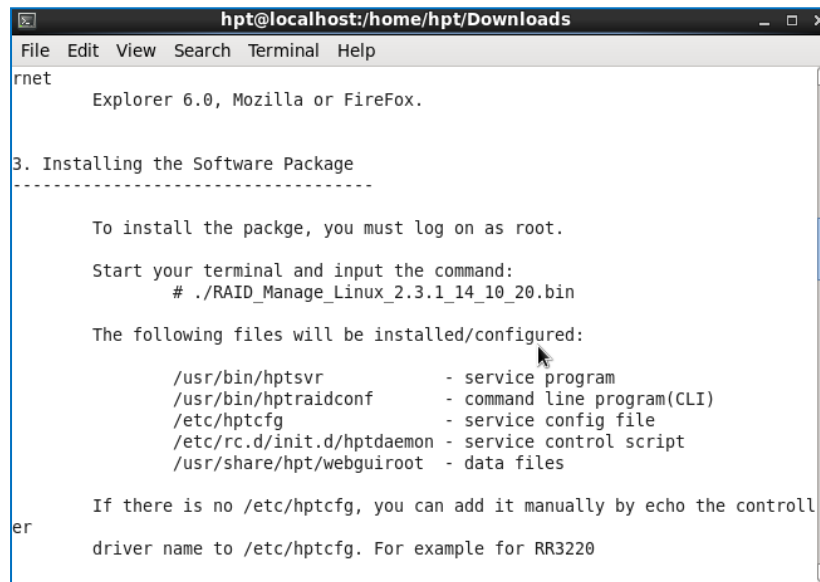 hpt@localhost:/home/hpt/Downloads
File Edit View Search Terminal Help
rnet
Explorer 6.0, Mozilla or FireFox.
3. Installing the Software Package
------------------------------------
To install the packge, you must log on as root.
Start your terminal and input the command:
# ./RAID_Manage_Linux_2.3.1_14_10_20.bin
The following files will be installed/configured:
/usr/bin/hptsvr - service program
/usr/bin/hptraidconf - command line program(CLI)
/etc/hptcfg - service config file
/etc/rc.d/init.d/hptdaemon - service control script
/usr/share/hpt/webguiroot - data files
If there is no /etc/hptcfg, you can add it manually by echo the controll
er
driver name to /etc/hptcfg. For example for RR3220